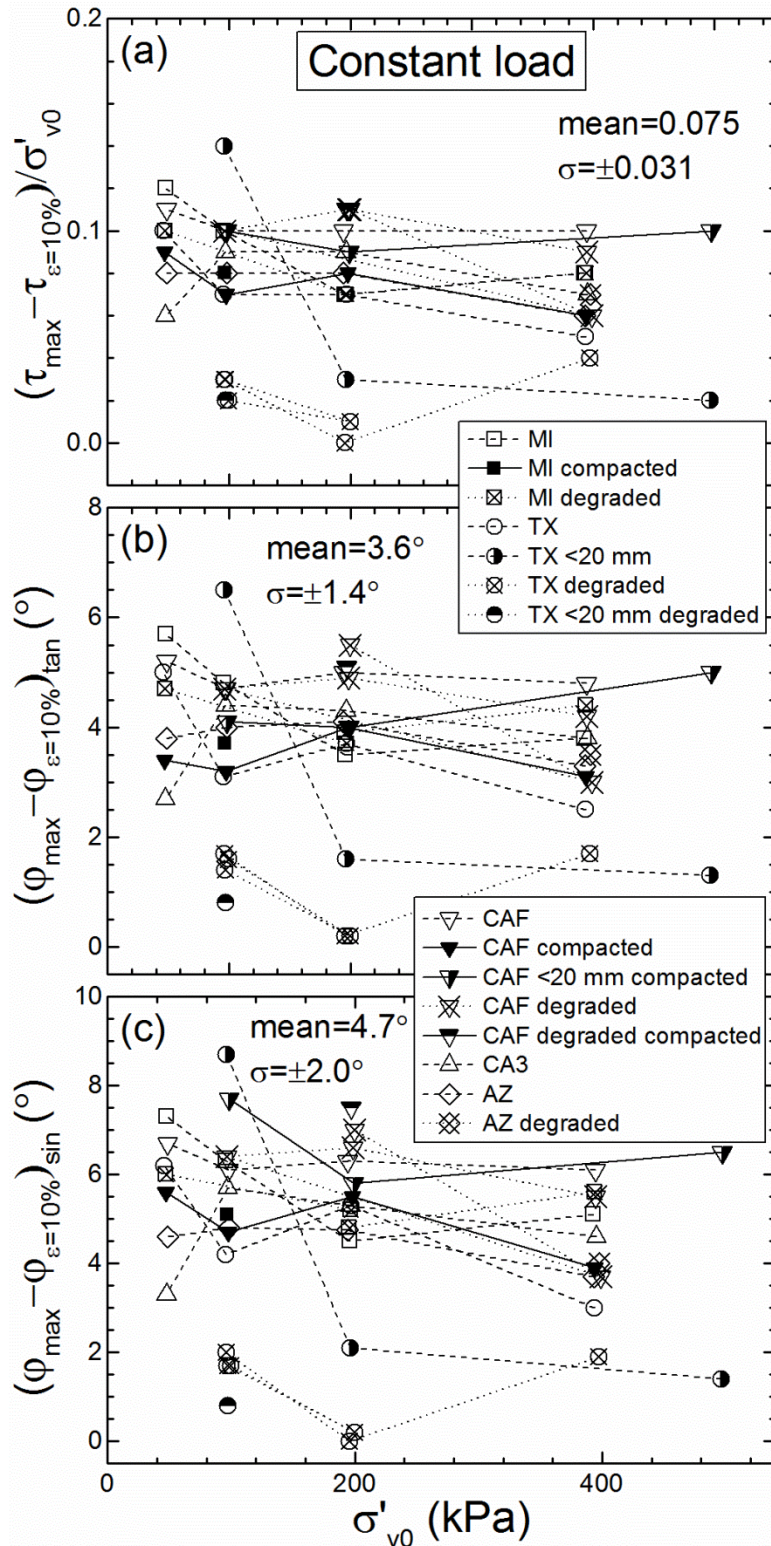 (a)
Constant load
mean=0.075
σ=±0.031
0.2
0.1
0.0
(τmax−τε=10%)/σ'v0
MI
MI compacted
MI degraded
TX
TX <20 mm
TX degraded
TX <20 mm degraded
(b)
mean=3.6°
σ=±1.4°
8
6
4
2
0
(φmax−φε=10%)tan (°)
CAF
CAF compacted
CAF <20 mm compacted
CAF degraded
CAF degraded compacted
CA3
AZ
AZ degraded
(c)
mean=4.7°
σ=±2.0°
10
8
6
4
2
0
(φmax−φε=10%)sin (°)
0 200 400
σ'v0 (kPa)